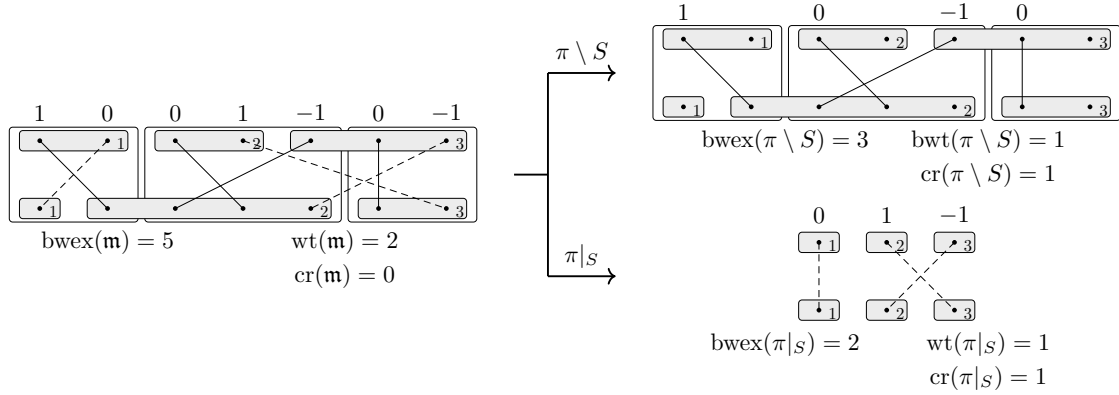 1 0 -1 0
1 2 3
1 2 3
π \ S
bwex(π \ S) = 3 bwt(π \ S) = 1
cr(π \ S) = 1
1 0 0 1 -1 0 -1
1 2 3
1 2 3
bwex(𝔪) = 5 wt(𝔪) = 2
cr(𝔪) = 0
π|S
0 1 -1
1 2 3
1 2 3
bwex(π|S) = 2 wt(π|S) = 1
cr(π|S) = 1